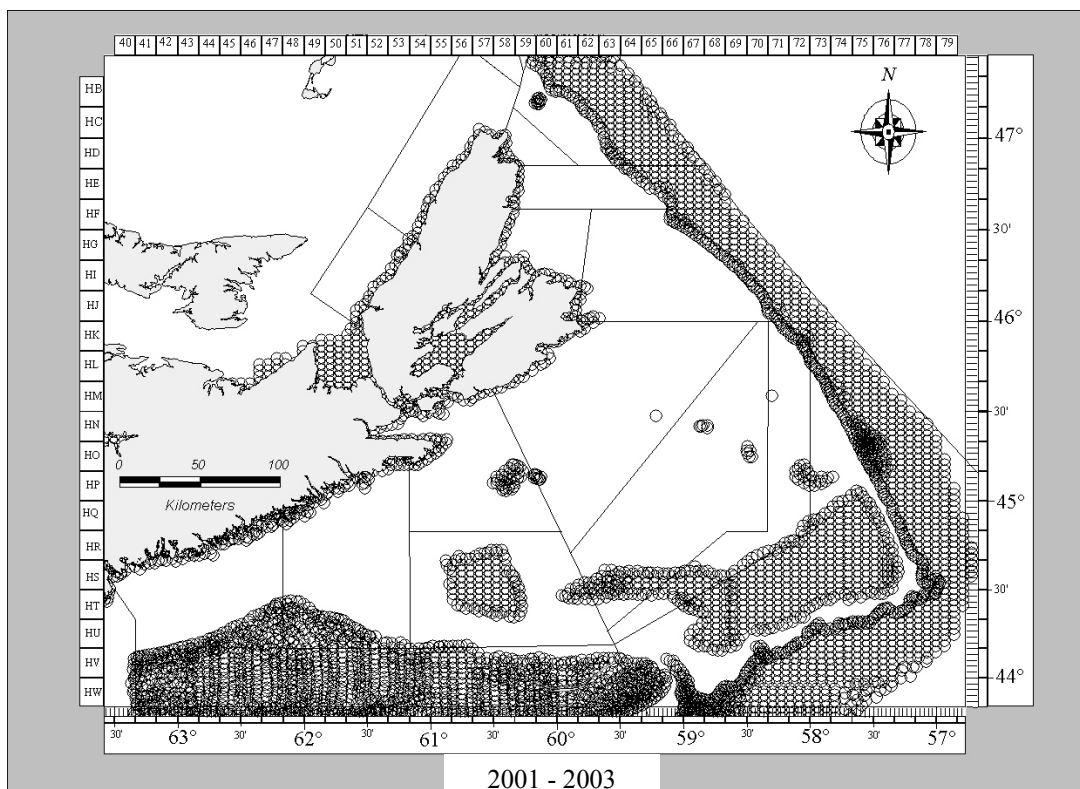 40 41 42 43 44 45 46 47 48 49 50 51 52 53 54 55 56 57 58 59 60 61 62 63 64 65 66 67 68 69 70 71 72 73 74 75 76 77 78 79
N
HB
HC
47°
HD
HE
HF
30'
HG
HI
HJ
46°
HK
HL
HM
30'
HN
HO
0 50 100
HP
Kilometers
45°
HQ
HR
HS
30'
HT
HU
HV
44°
HW
30' 63° 30' 62° 30' 61° 30' 60° 30' 59° 30' 58° 30' 57°
2001 - 2003